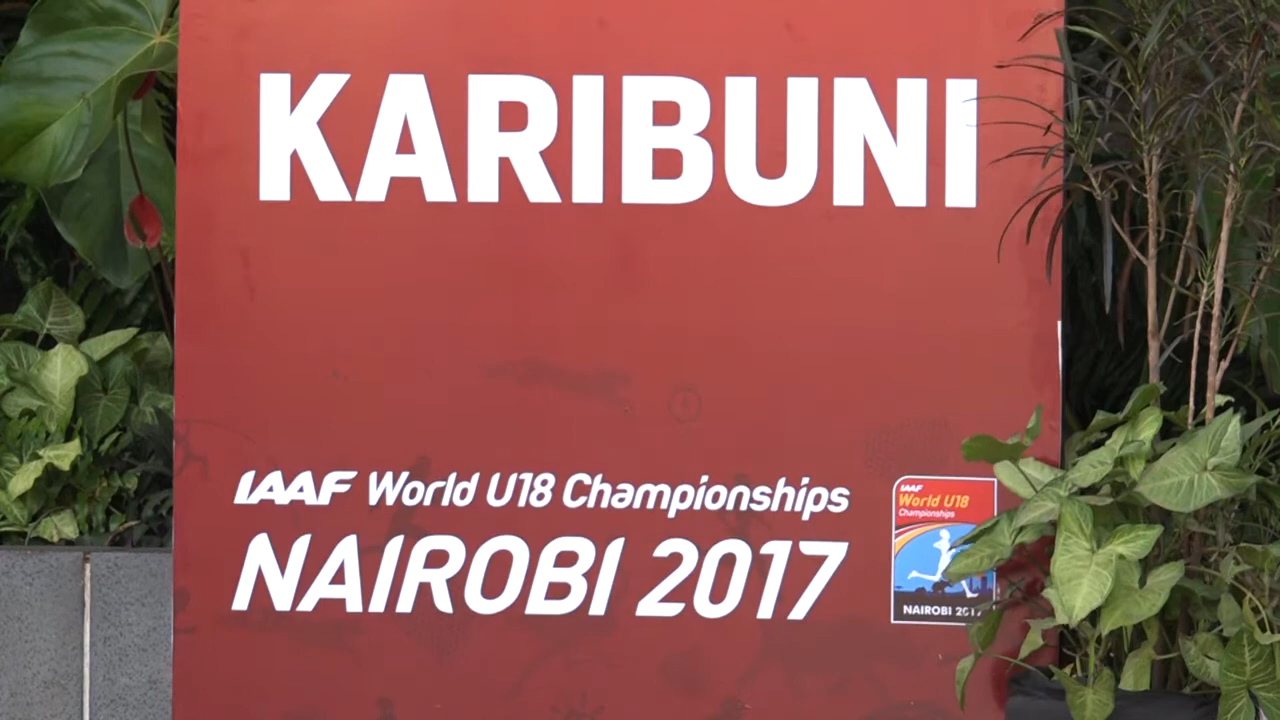 KARIBUNI
IAAF World U18 Championships
NAIROBI 2017
IAAF
World U18
Championships
NAIROBI 2017